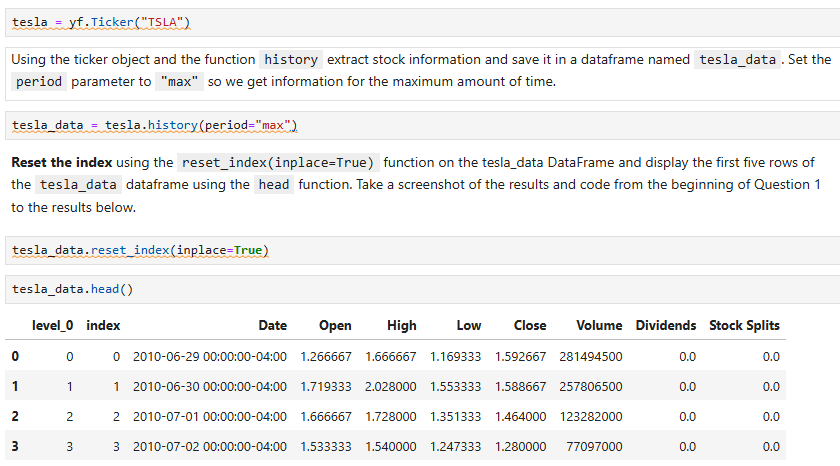 tesla = yf.Ticker("TSLA")
Using the ticker object and the function history extract stock information and save it in a dataframe named tesla_data. Set the
period parameter to "max" so we get information for the maximum amount of time.
tesla_data = tesla.history(period="max")
Reset the index using the reset_index(inplace=True) function on the tesla_data DataFrame and display the first five rows of
the tesla_data dataframe using the head function. Take a screenshot of the results and code from the beginning of Question 1
to the results below.
tesla_data.reset_index(inplace=True)
tesla_data.head()
level_0 index Date Open High Low Close Volume Dividends Stock Splits
0 0 0 2010-06-29 00:00:00-04:00 1.266667 1.666667 1.169333 1.592667 281494500 0.0 0.0
1 1 1 2010-06-30 00:00:00-04:00 1.719333 2.028000 1.553333 1.588667 257806500 0.0 0.0
2 2 2 2010-07-01 00:00:00-04:00 1.666667 1.728000 1.351333 1.464000 123282000 0.0 0.0
3 3 3 2010-07-02 00:00:00-04:00 1.533333 1.540000 1.247333 1.280000 77097000 0.0 0.0